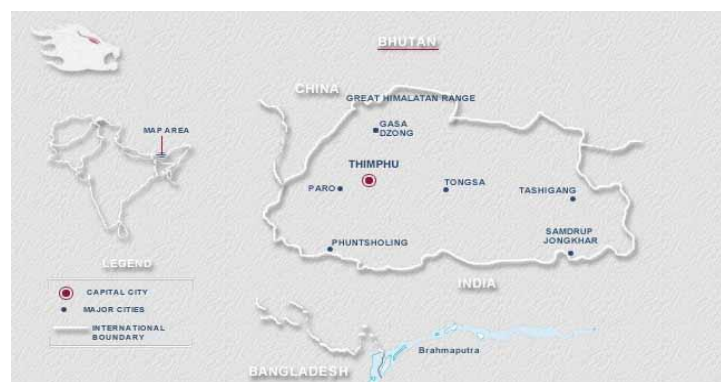 BHUTAN
CHINA
GREAT HIMALATAN RANGE
GASA
DZONG
MAP AREA
THIMPHU
PARO
TONGSA
TASHIGANG
SAMDRUP
JONGKHAR
PHUNTSHOLING
LEGEND
INDIA
CAPITAL CITY
MAJOR CITIES
INTERNATIONAL
BOUNDARY
Brahmaputra
BANGLADESH